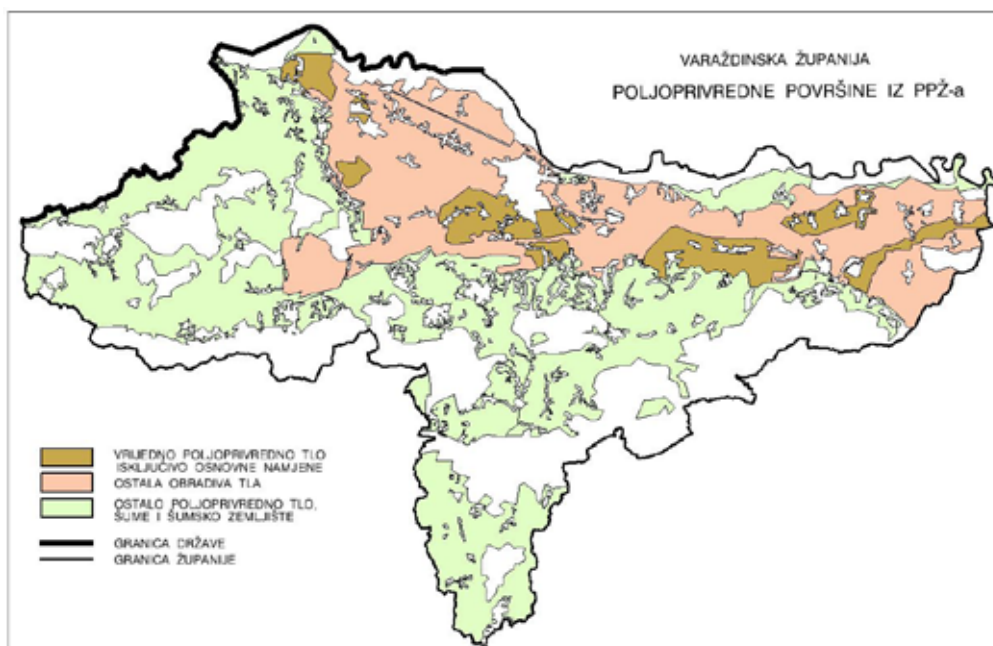 VARAŽDINSKA ŽUPANIJA
POLJOPRIVREDNE POVRŠINE IZ PPŽ-a
VRIJEDNO POLJOPRIVREDNO TLO
ISKLJUČIVO OSNOVNE NAMJENE
OSTALA OBRADIVA TLA
OSTALO POLJOPRIVREDNO TLO,
ŠUME I ŠUMSKO ZEMLJIŠTE
GRANICA DRŽAVE
GRANICA ŽUPANIJE